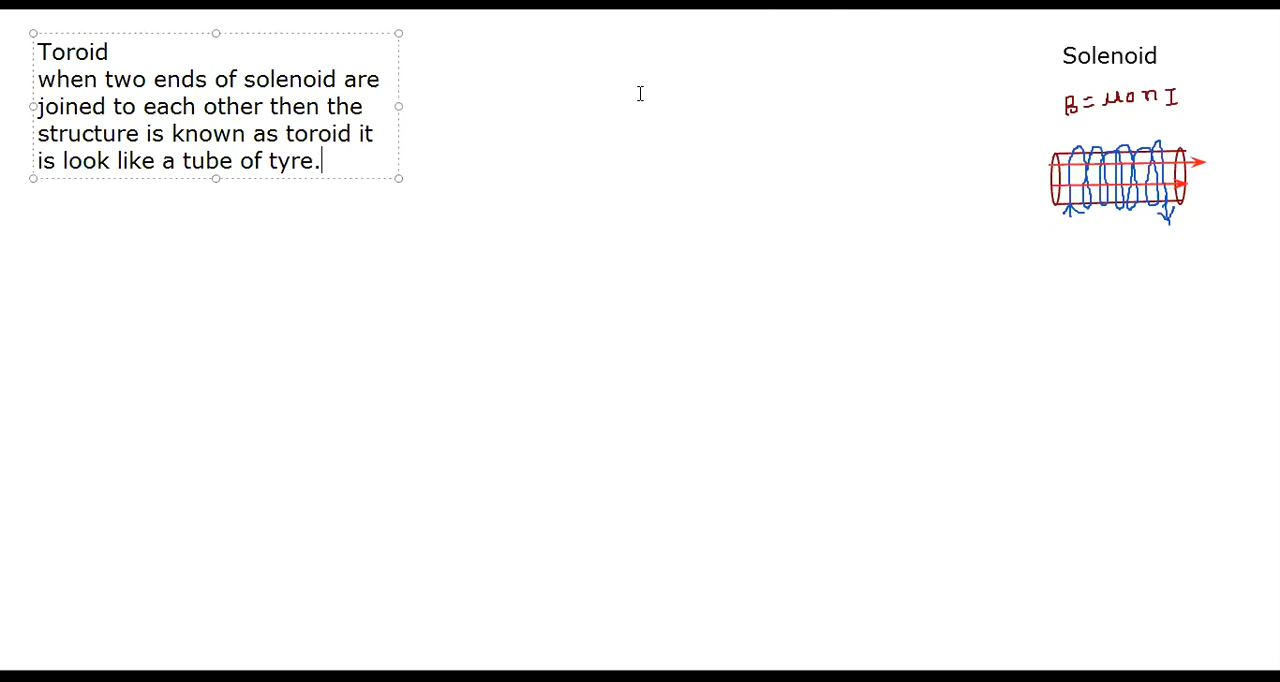 Toroid
when two ends of solenoid are
joined to each other then the
structure is known as toroid it
is look like a tube of tyre.
Solenoid
B = μ0 n I